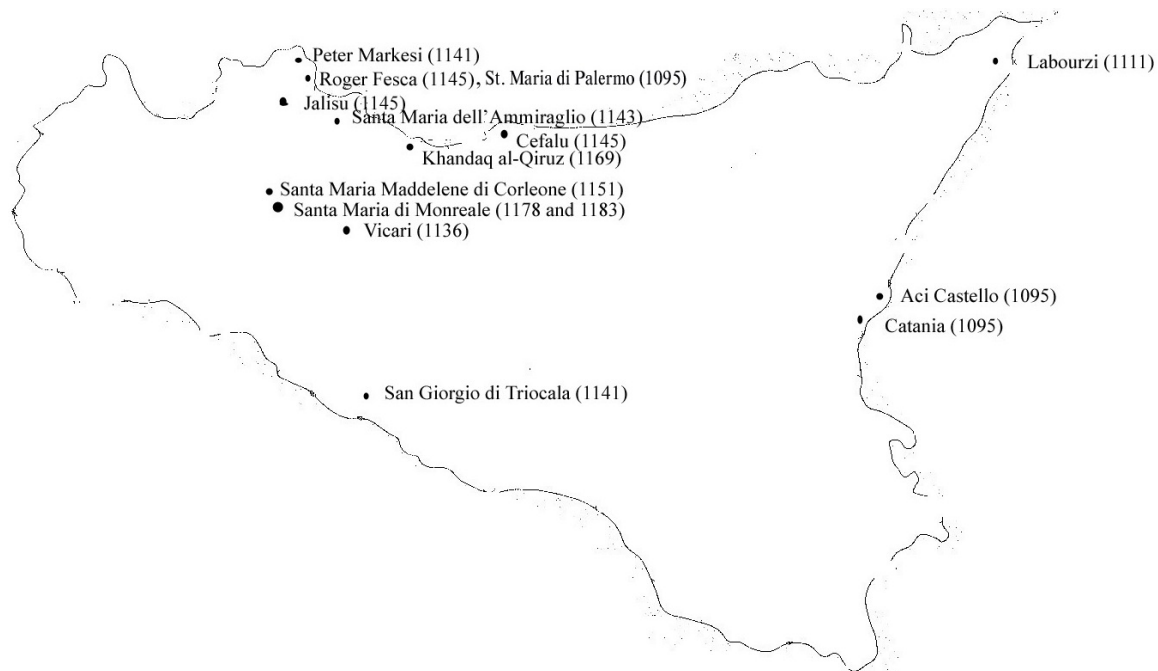 Peter Markesi (1141)
Labourzi (1111)
Roger Fesca (1145), St. Maria di Palermo (1095)
Jalisu (1145)
Santa Maria dell'Ammiraglio (1143)
Cefalu (1145)
Khandaq al-Qiruz (1169)
Santa Maria Maddelene di Corleone (1151)
Santa Maria di Monreale (1178 and 1183)
Vicari (1136)
Aci Castello (1095)
Catania (1095)
San Giorgio di Triocala (1141)